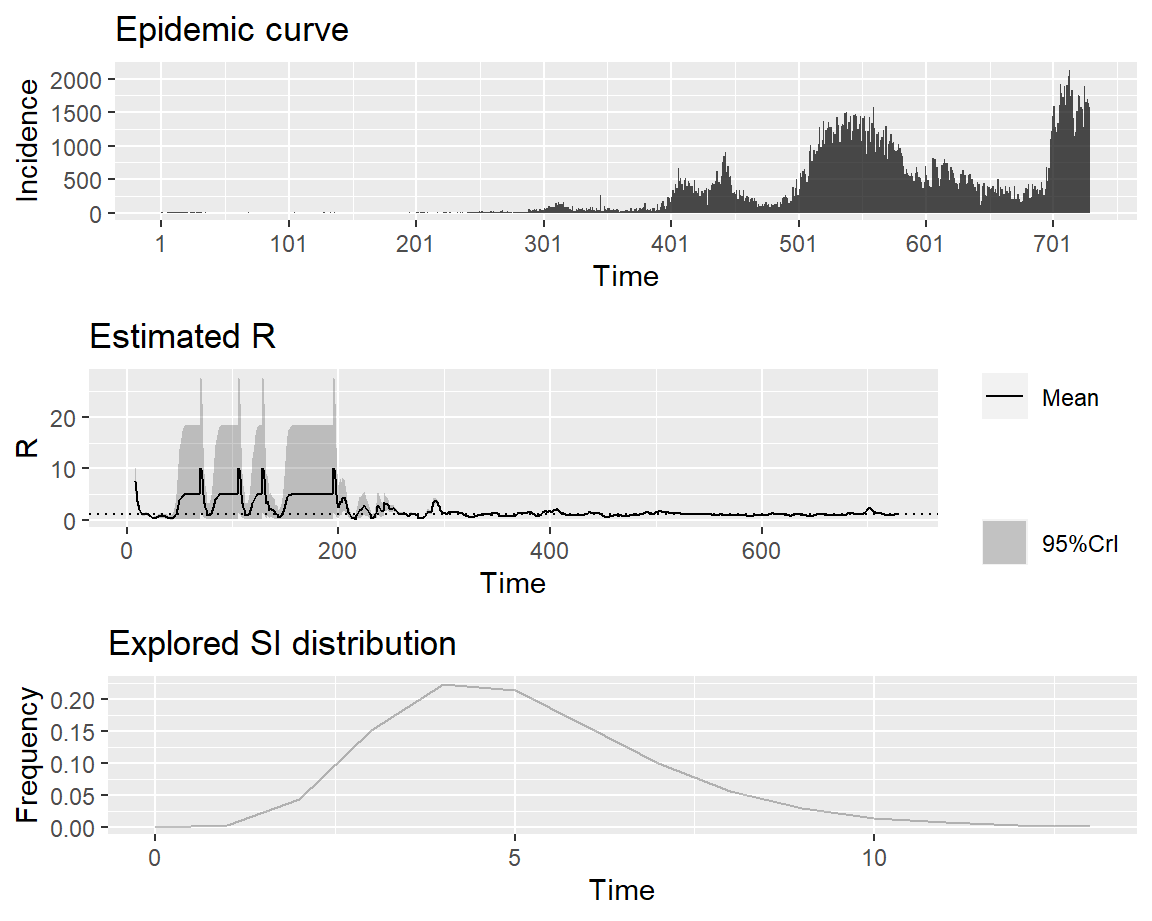 Epidemic curve
Incidence
2000
1500
1000
500
0
1 101 201 301 401 501 601 701
Time
Estimated R
R
20
10
0
0 200 400 600
Time
Mean
95%CrI
Explored SI distribution
Frequency
0.20
0.15
0.10
0.05
0.00
0 5 10
Time